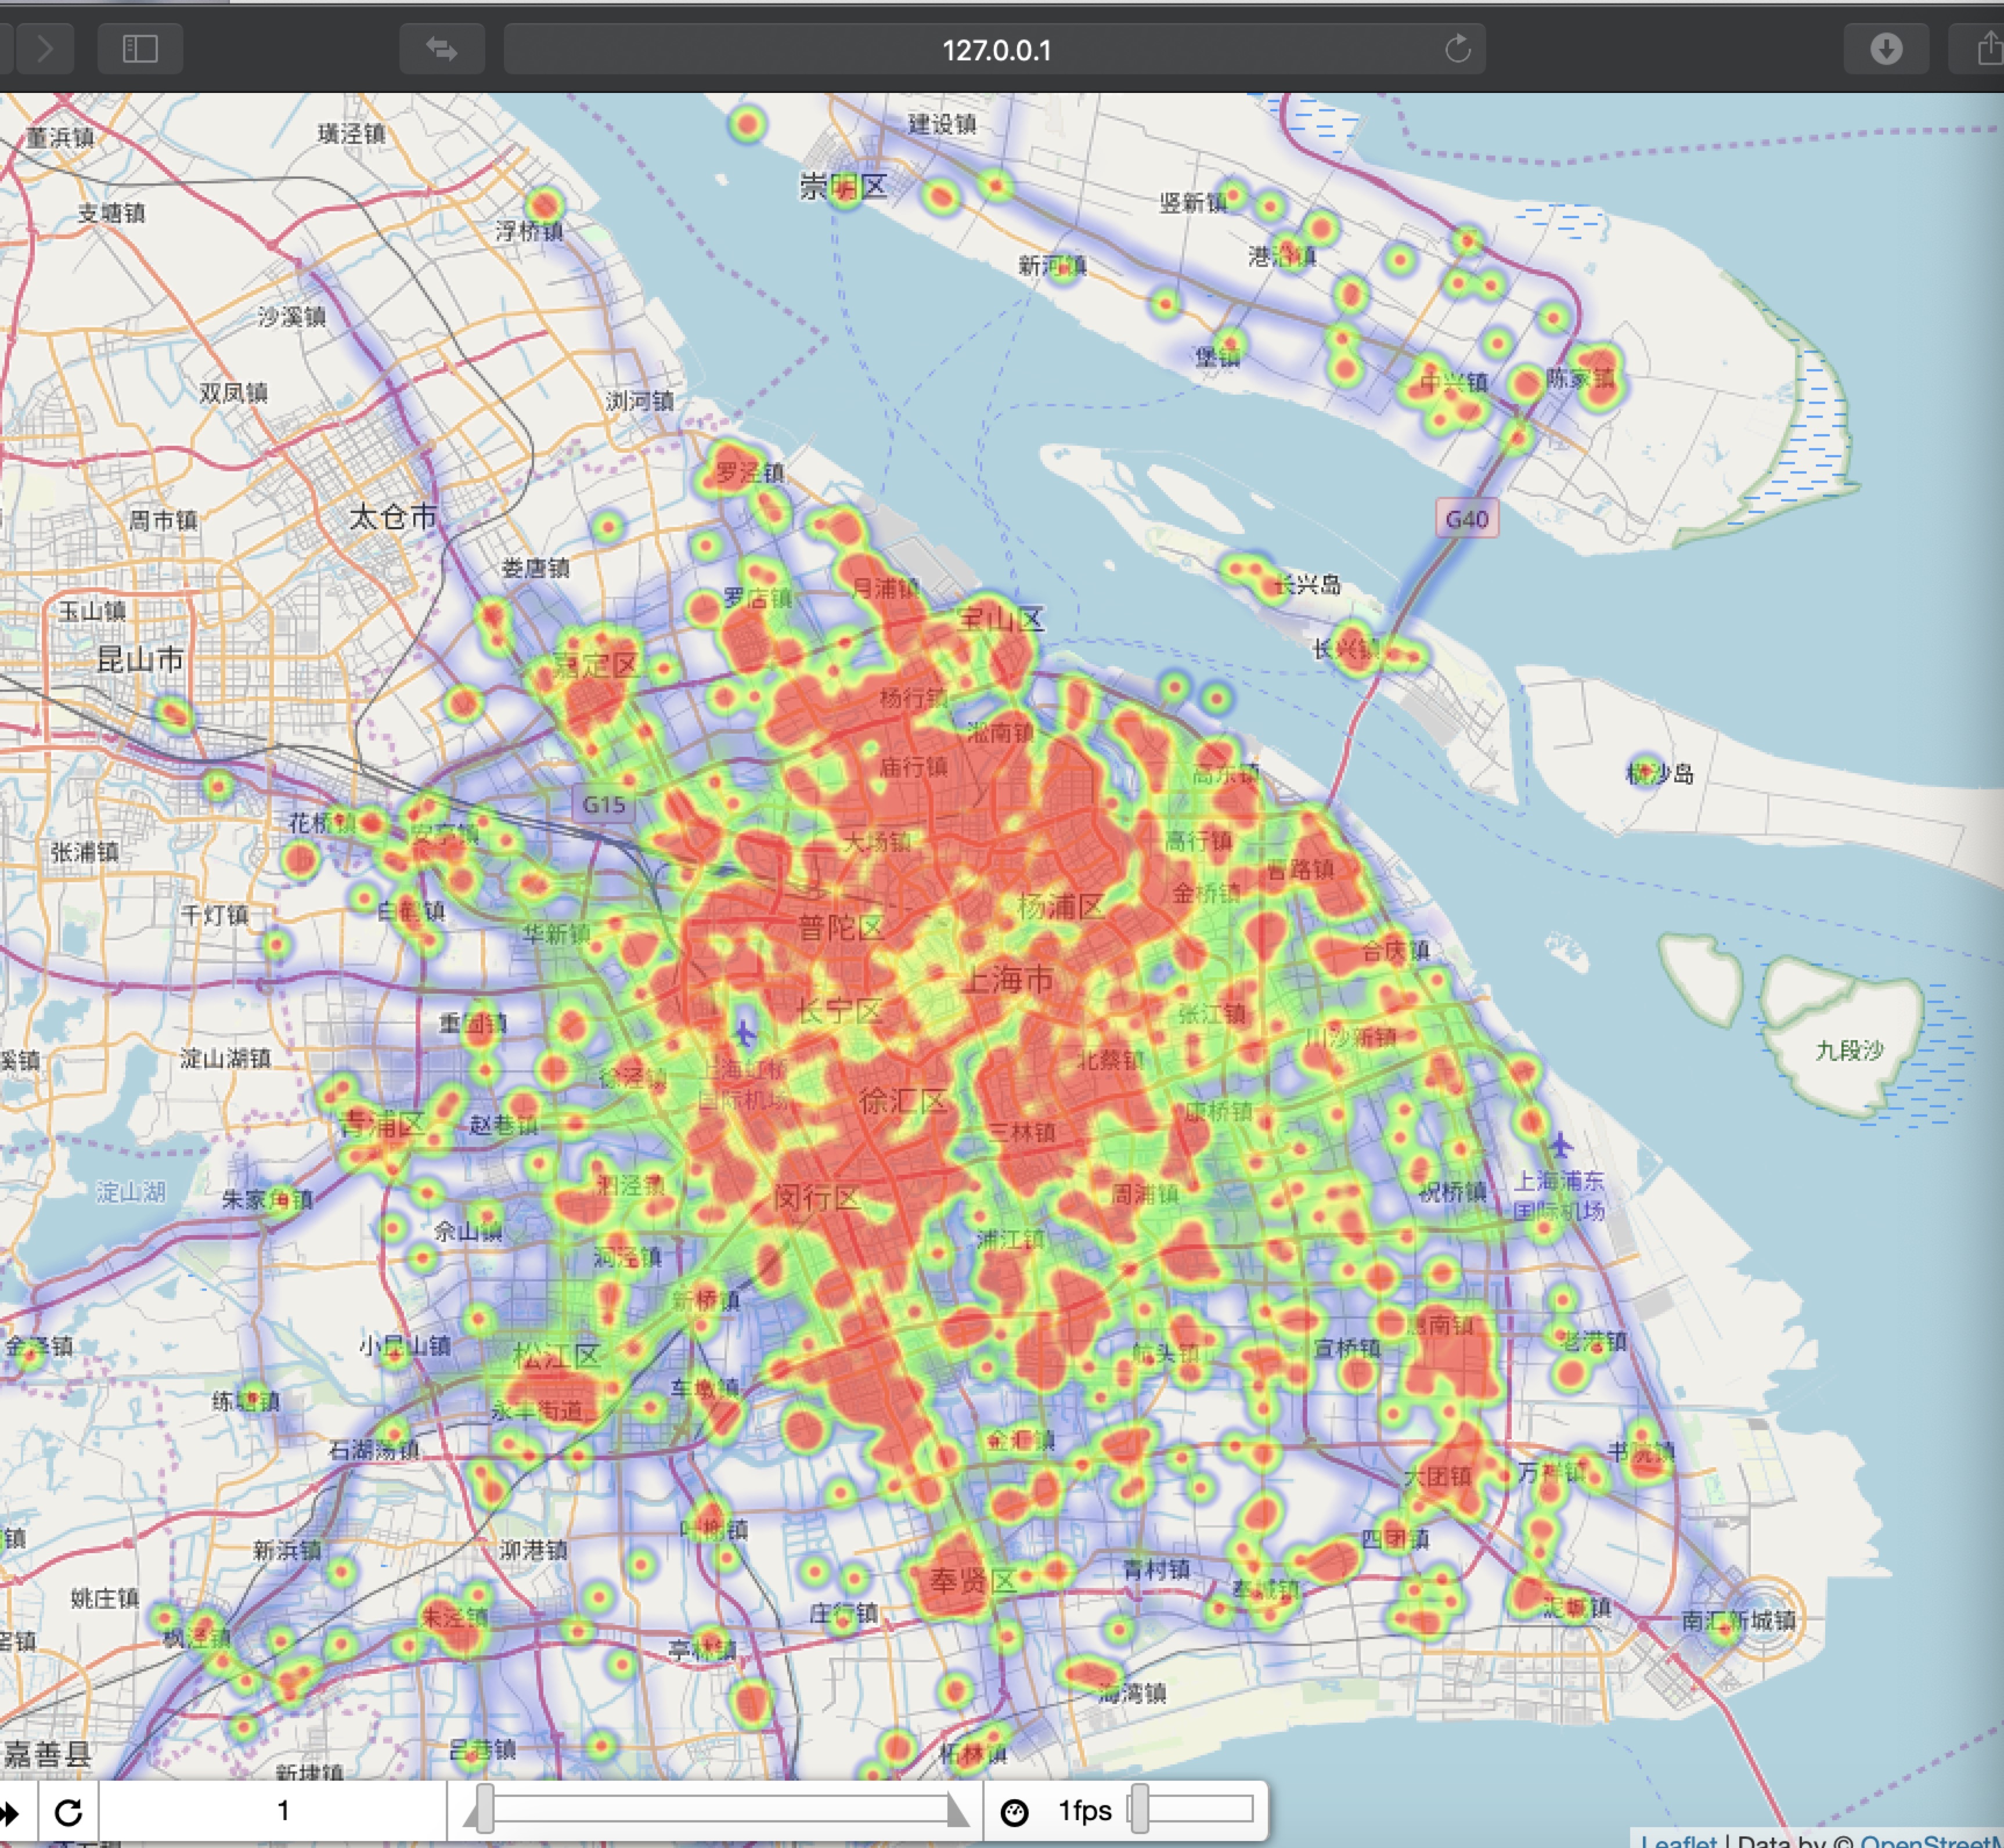 127.0.0.1
董浜镇
璜泾镇
建设镇
崇明区
支塘镇
浮桥镇
竖新镇
港沿镇
新河镇
沙溪镇
堡镇
双凤镇
浏河镇
中兴镇
陈家镇
罗泾镇
周市镇
太仓市
G40
娄唐镇
月浦镇
长兴岛
罗店镇
玉山镇
宝山区
长兴镇
昆山市
嘉定区
杨行镇
淞南镇
庙行镇
高东镇
横沙岛
G15
花桥镇
安亭镇
大场镇
高行镇
张浦镇
曹路镇
金桥镇
千灯镇
白鹤镇
杨浦区
华新镇
普陀区
合庆镇
上海市
长宁区
张江镇
重固镇
川沙新镇
九段沙
淀山湖镇
徐泾镇
上海虹桥
国际机场
北蔡镇
徐汇区
康桥镇
青浦区
赵巷镇
三林镇
淀山湖
朱家角镇
泗泾镇
闵行区
周浦镇
祝桥镇
上海浦东
国际机场
佘山镇
浦江镇
洞泾镇
新桥镇
惠南镇
金泽镇
小昆山镇
松江区
航头镇
宣桥镇
老港镇
练塘镇
永丰街道
车墩镇
石湖荡镇
金汇镇
书院镇
大团镇
万祥镇
叶榭镇
四团镇
新浜镇
泖港镇
奉贤区
青村镇
奉城镇
姚庄镇
枫泾镇
朱泾镇
庄行镇
泥城镇
南汇新城镇
亭林镇
海湾镇
嘉善县
吕巷镇
柘林镇
新埭镇
1
1fps
Leaflet | Data by © OpenStreetM